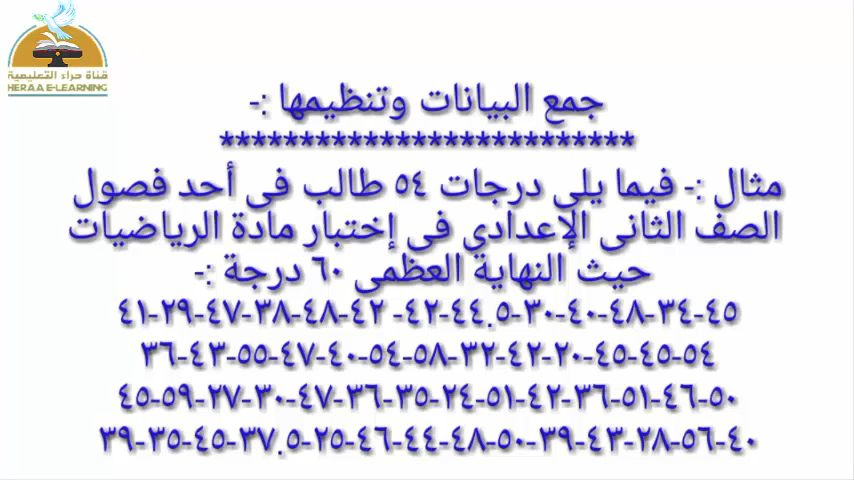 قناة حراء التعليمية
HERAA E-LEARNING
جمع البيانات وتنظيمها :-
**************************
مثال :- فيما يلى درجات ٥٤ طالب فى أحد فصول
الصف الثانى الإعدادي فى إختبار مادة الرياضيات
حيث النهاية العظمى ٦٠ درجة :-
٤٥-٣٤-٤٨-٤٠-٣٠-٤٤.٥-٤٢- ٤٢-٤٨-٣٨-٤٧-٢٩-٤١
٥٤-٤٥-٤٥-٢٠-٤٢-٣٢-٥٨-٥٤-٤٠-٤٧-٥٥-٤٣-٣٦
٥٠-٤٦-٥١-٣٦-٤٢-٥١-٢٤-٣٥-٣٦-٤٧-٣٠-٢٧-٥٩-٤٥
٤٠-٥٦-٢٨-٤٣-٣٩-٥٠-٤٨-٤٤-٤٦-٢٥-٣٧.٥-٤٥-٣٥-٣٩